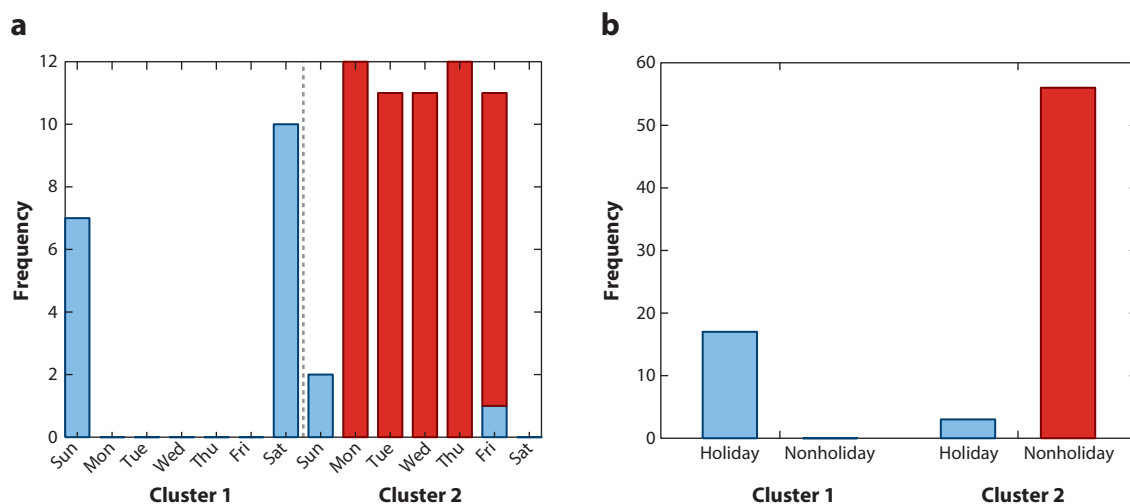 a
12
10
8
6
4
2
0
Frequency
Sun Mon Tue Wed Thu Fri Sat Sun Mon Tue Wed Thu Fri Sat
Cluster 1 Cluster 2
b
60
50
40
30
20
10
0
Frequency
Holiday Nonholiday Holiday Nonholiday
Cluster 1 Cluster 2